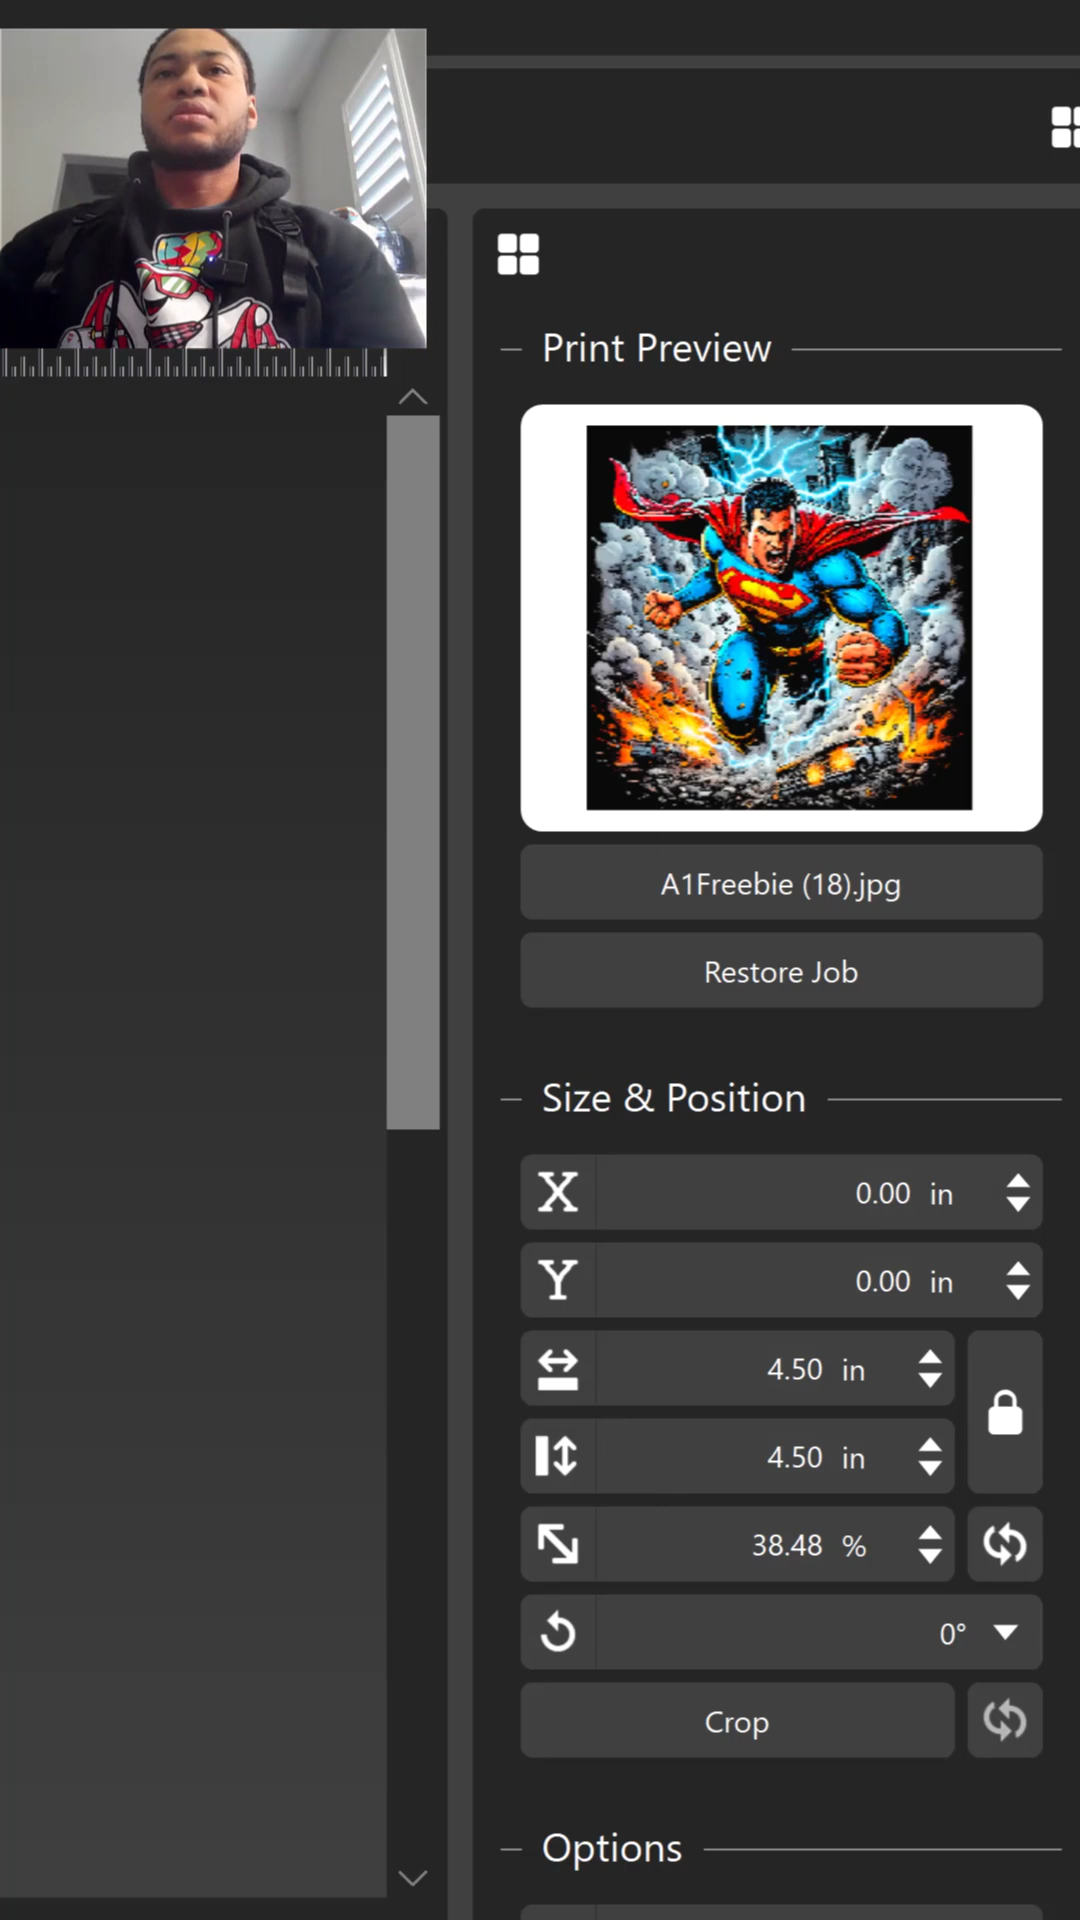 Print Preview
A1Freebie (18).jpg
Restore Job
Size & Position
X 0.00 in
Y 0.00 in
4.50 in
4.50 in
38.48 %
0°
Crop
Options